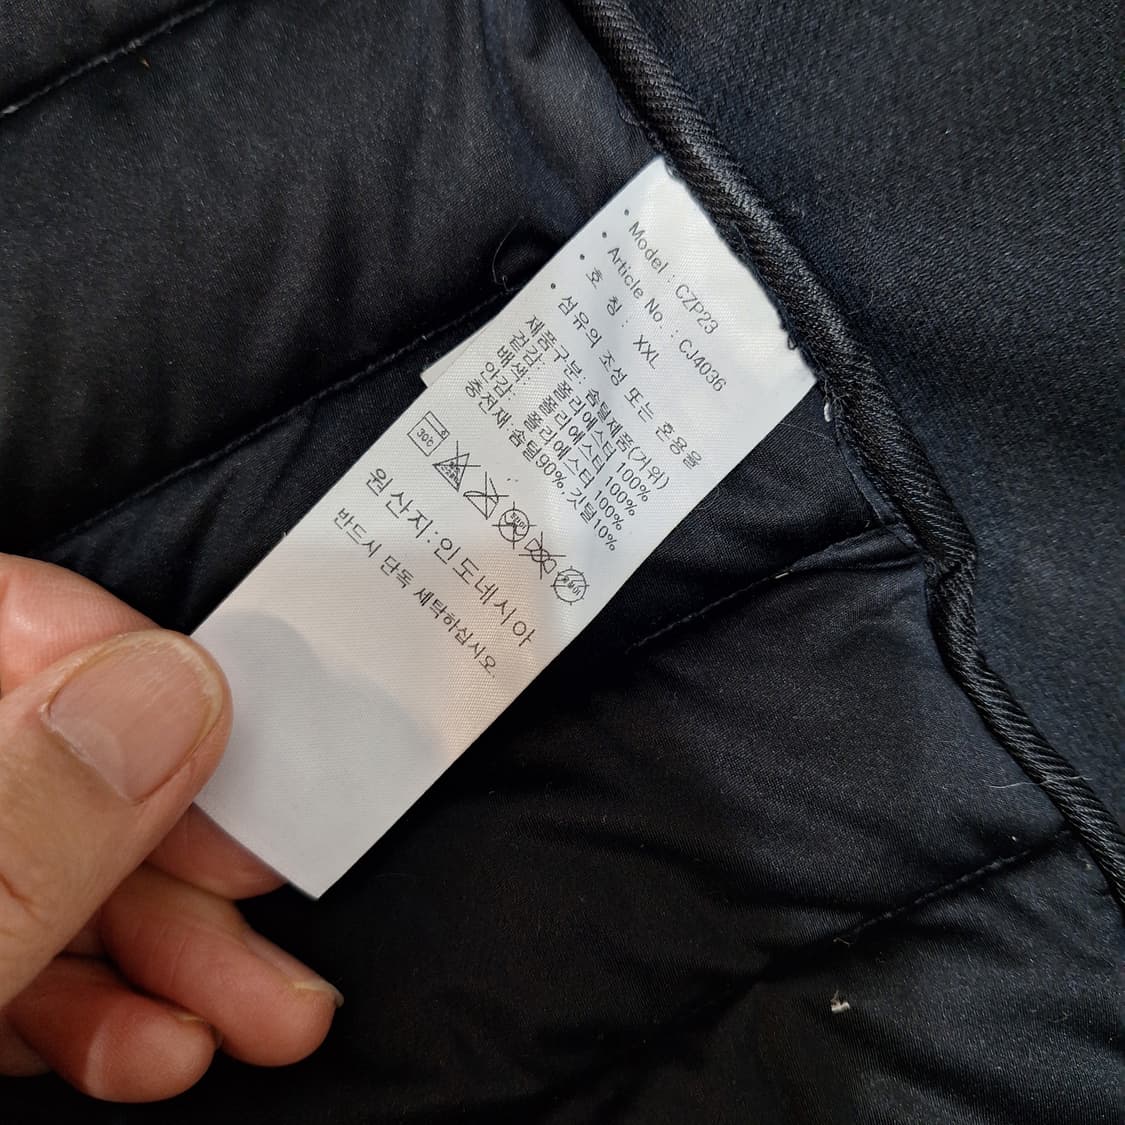 • Model : CZP23
• Article No. : CJ4036
• 호 칭 : XXL
• 섬유의 조성 또는 혼용율
제품구분: 솜털제품(거위)
겉감: 폴리에스터 100%
배색: 폴리에스터 100%
안감: 폴리에스터 100%
충전재:솜털90%,깃털10%
30℃
원산지:인도네시아
반드시 단독 세탁하십시오.